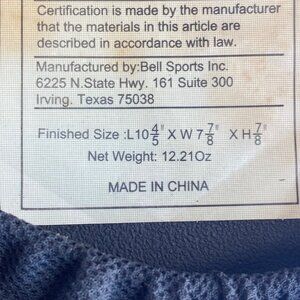 Certification is made by the manufacturer
that the materials in this article are
described in accordance with law.
Manufactured by:Bell Sports Inc.
6225 N.State Hwy. 161 Suite 300
Irving, Texas 75038
Finished Size :L10 4/5" X W 7 7/8" X H 7/8"
Net Weight: 12.21Oz
MADE IN CHINA